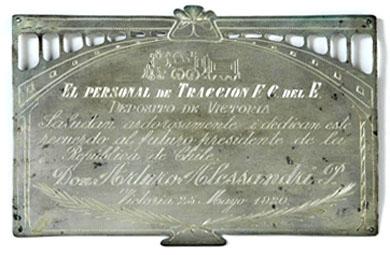 EL PERSONAL DE TRACCION F.C. DEL E.
DEPOSITO DE VICTORIA
Saludan ardorosamente i dedican este
recuerdo al futuro presidente de la
República de Chile.
Don Arturo Alessandri P.
Victoria 25 Mayo 1920.